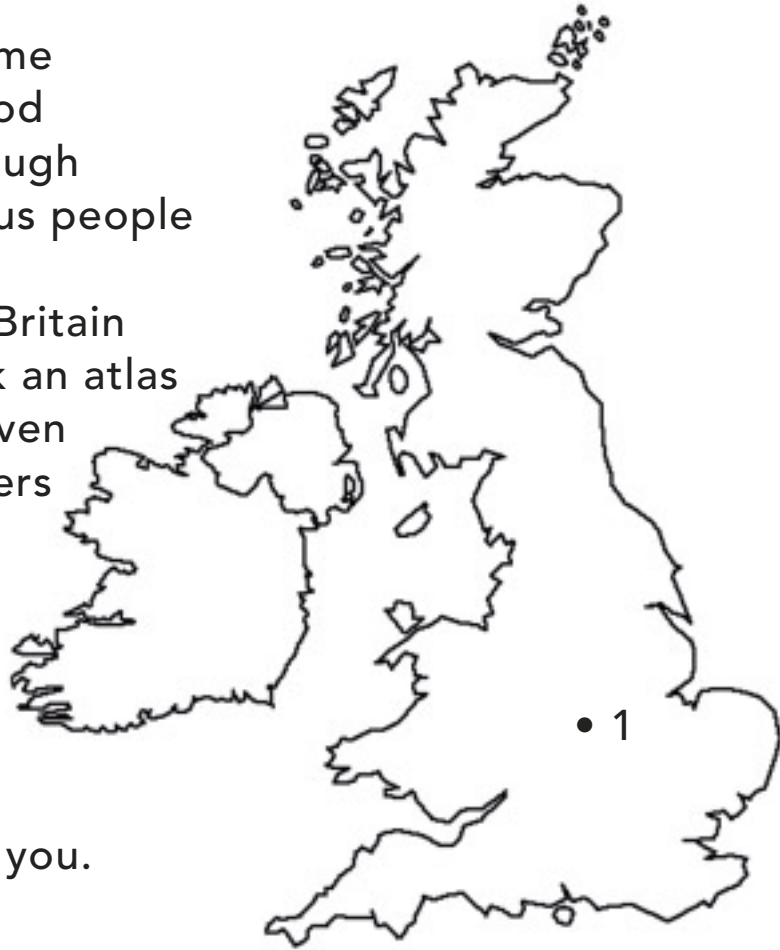 me
od
ugh
us people
Britain
k an atlas
ven
ers
• 1
you.